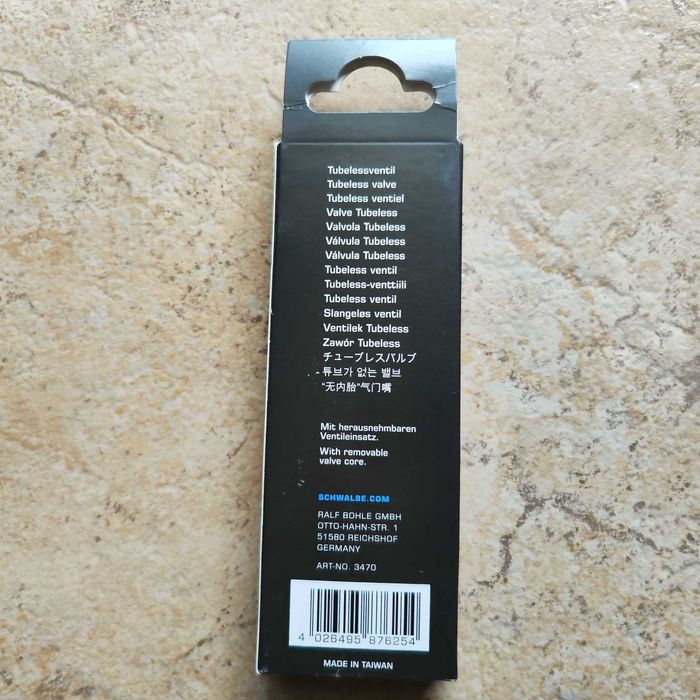 Tubelessventil
Tubeless valve
Tubeless ventiel
Valve Tubeless
Valvola Tubeless
Válvula Tubeless
Válvula Tubeless
Tubeless ventil
Tubeless-venttiili
Tubeless ventil
Slangeløs ventil
Ventilek Tubeless
Zawór Tubeless
チューブレスバルブ
튜브가 없는 밸브
"无内胎"气门嘴
Mit herausnehmbaren
Ventileinsatz.
With removable
valve core.
SCHWALBE.COM
RALF BOHLE GMBH
OTTO-HAHN-STR. 1
51580 REICHSHOF
GERMANY
ART-NO. 3470
4 026495 876254
MADE IN TAIWAN